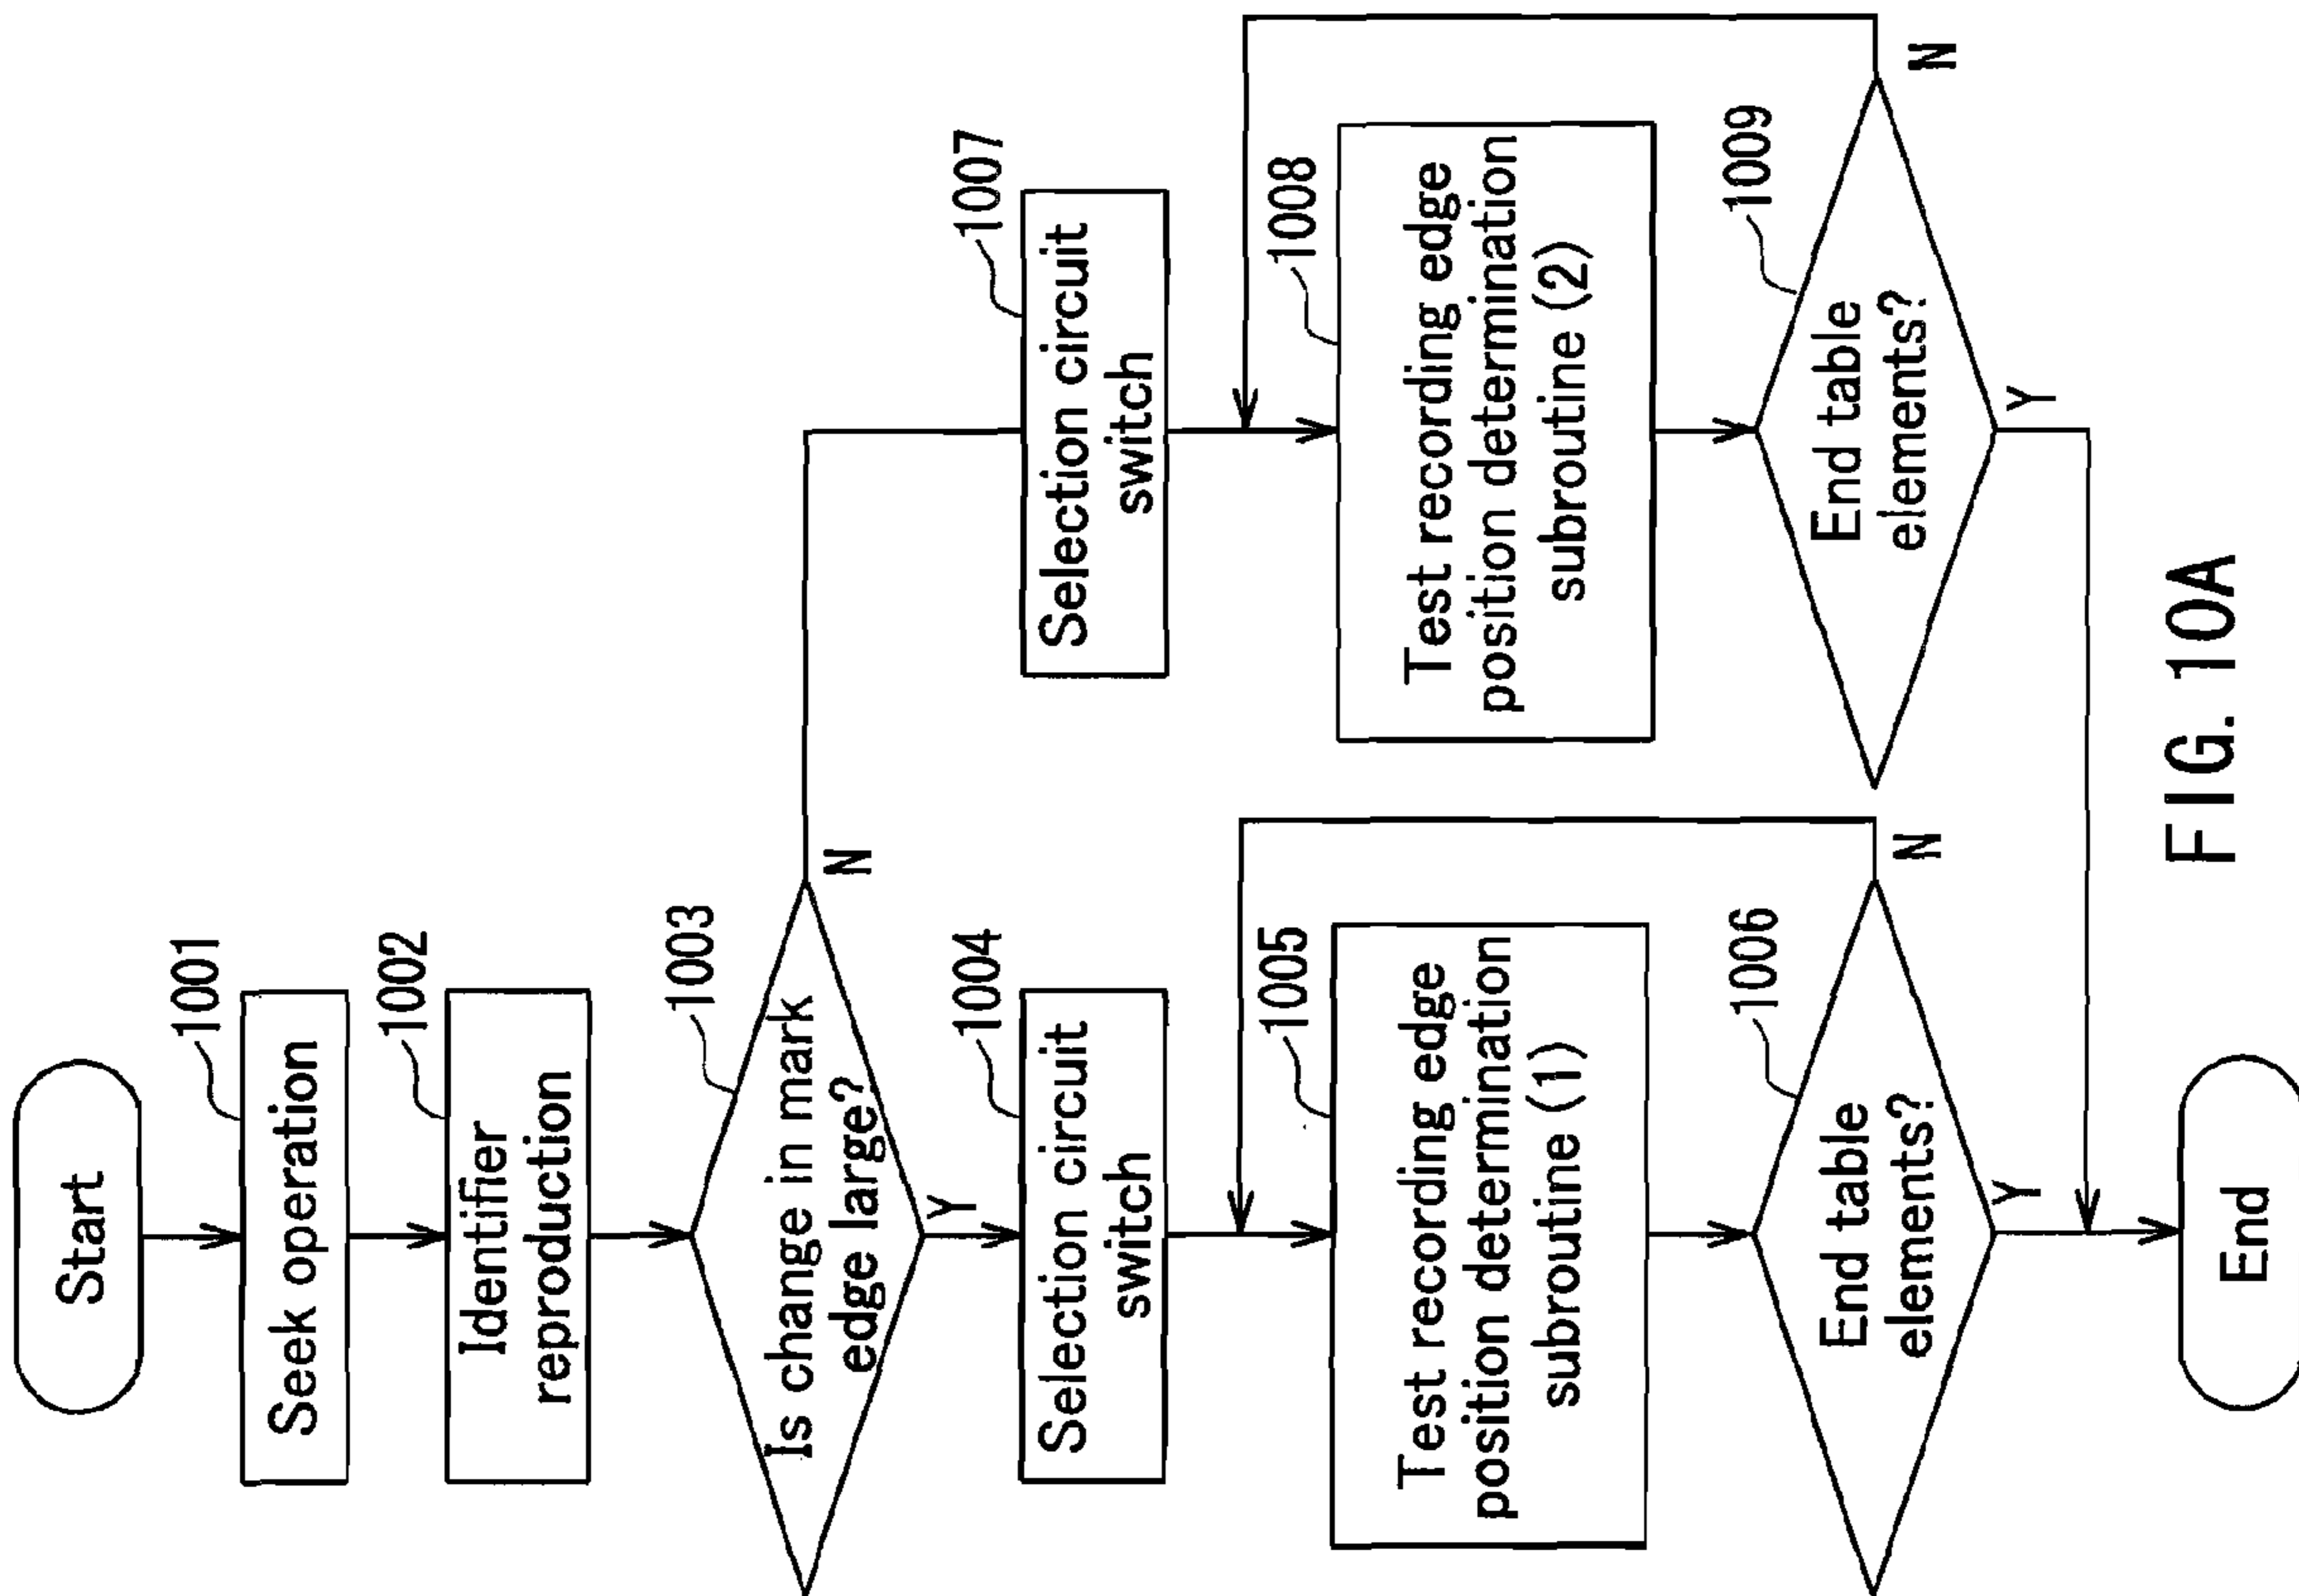 Start
1001
Seek operation
1002
Identifier
reproduction
1003
Is change in mark
edge large?
N
Y
1004
Selection circuit
switch
1005
Test recording edge
position determination
subroutine (1)
1006
End table
elements?
N
Y
1007
Selection circuit
switch
1008
Test recording edge
position determination
subroutine (2)
1009
End table
elements?
N
Y
End
FIG. 10A